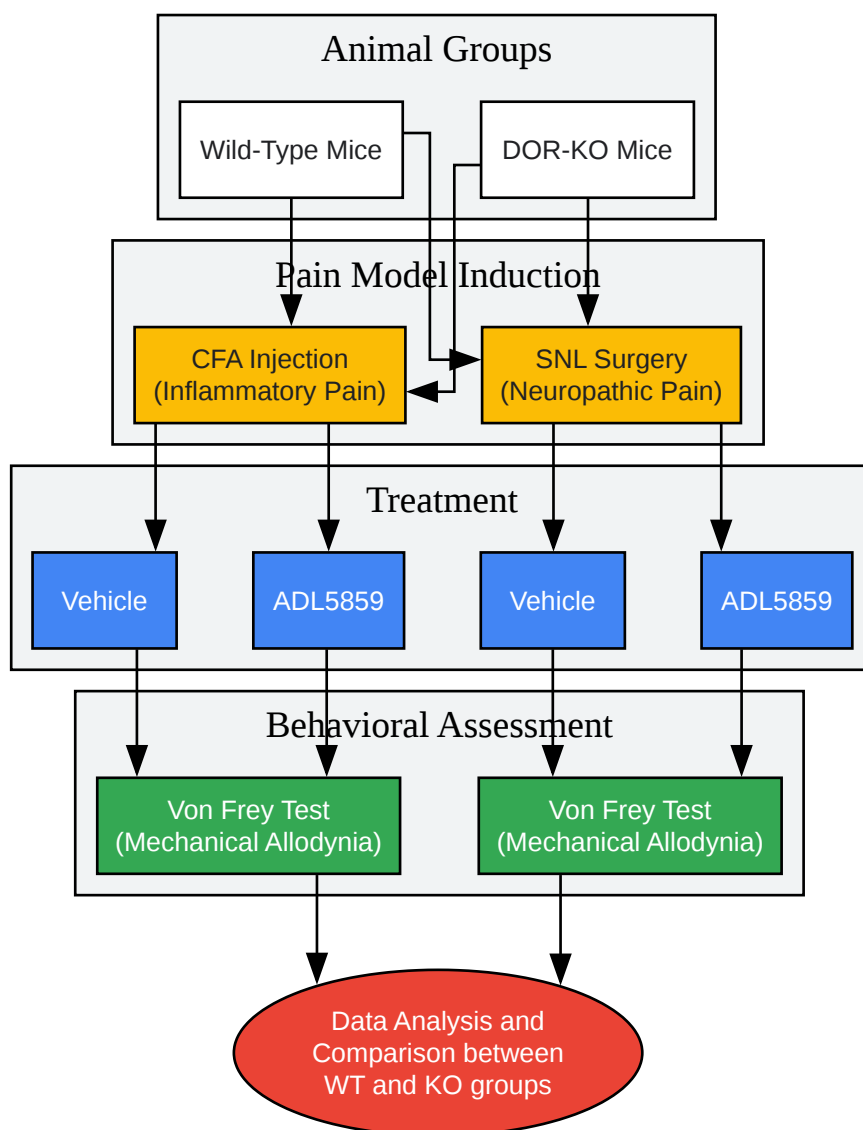 Animal Groups
Wild-Type Mice
DOR-KO Mice
Pain Model Induction
CFA Injection
(Inflammatory Pain)
SNL Surgery
(Neuropathic Pain)
Treatment
Vehicle
ADL5859
Vehicle
ADL5859
Behavioral Assessment
Von Frey Test
(Mechanical Allodynia)
Von Frey Test
(Mechanical Allodynia)
Data Analysis and
Comparison between
WT and KO groups